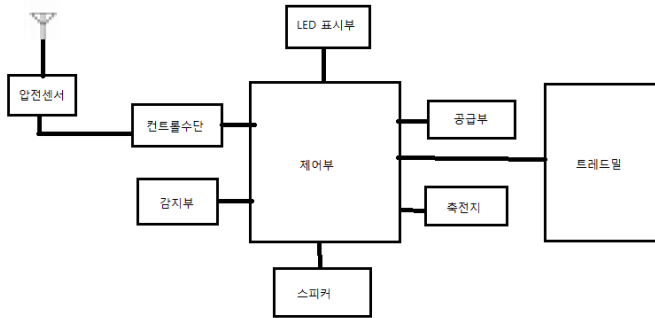 LED 표시부
압전센서
컨트롤수단
공급부
제어부
트레드밀
감지부
축전지
스피커